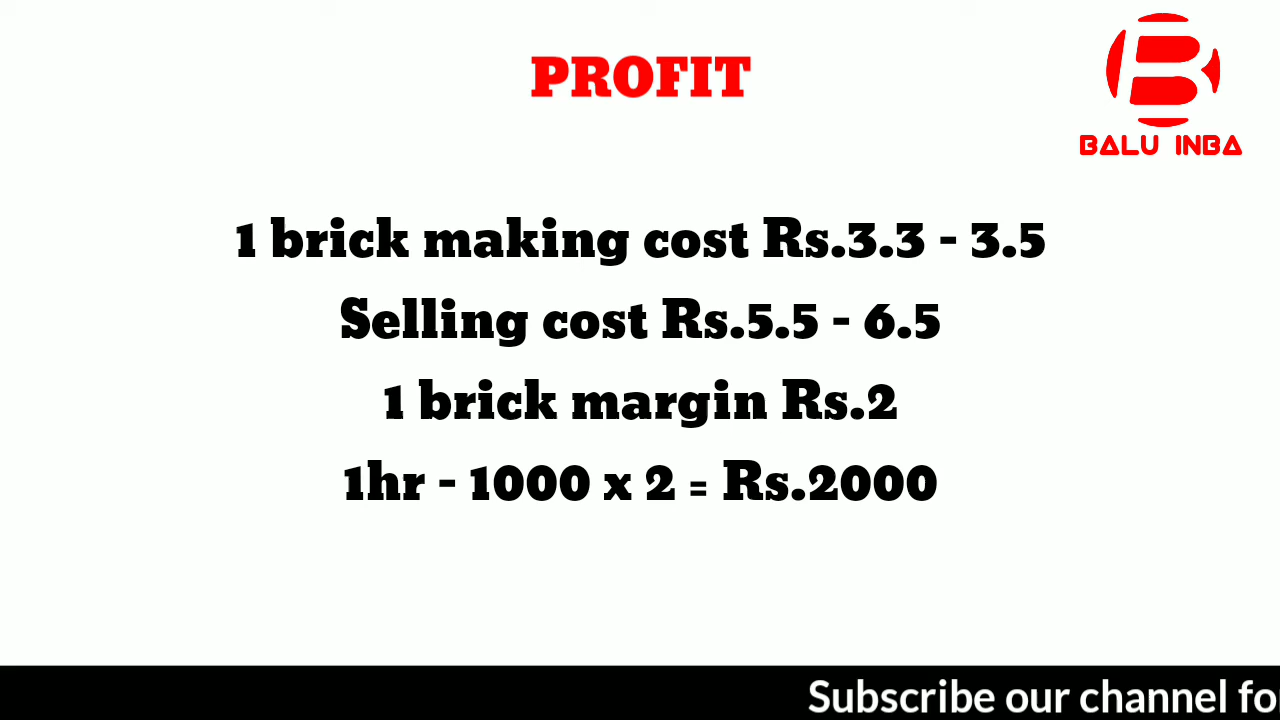 PROFIT
BALU INBA
1 brick making cost Rs.3.3 - 3.5
Selling cost Rs.5.5 - 6.5
1 brick margin Rs.2
1hr - 1000 x 2 = Rs.2000
Subscribe our channel fo